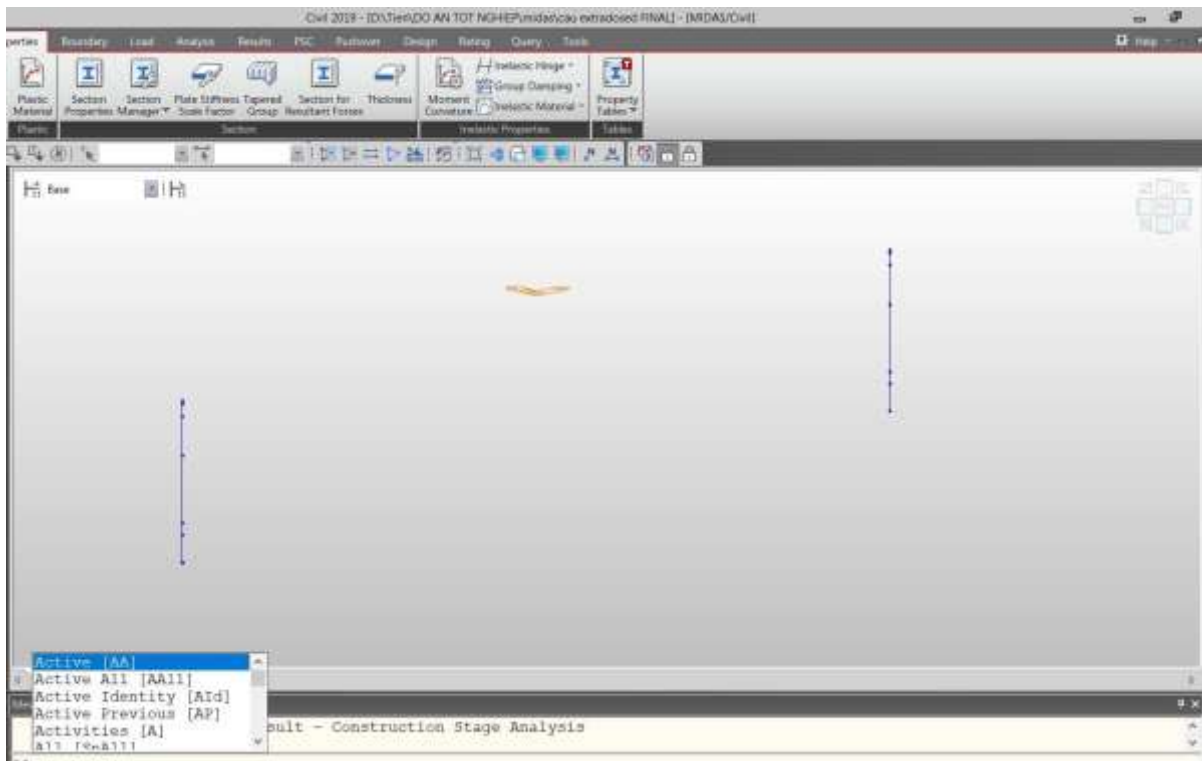 Civil 2019 - [D:\Tien\DO AN TOT NGHIEP\midas\cau extradosed FINAL] - [MIDAS/Civil]
perties Boundary Load Analysis Results PSC Pushover Design Rating Query Tools Help
Plastic Material
Section Properties
Section Manager
Plate Stiffness Scale Factor
Tapered Group
Section for Resultant Forces
Thickness
Moment Curvature
Inelastic Hinge
Group Damping
Inelastic Material
Property Tables
Plastic Section Inelastic Properties Tables
Base
Active [AA]
Active All [AAll]
Active Identity [AId]
Active Previous [AP]
Activities [A]
All [SnAll]
sult - Construction Stage Analysis